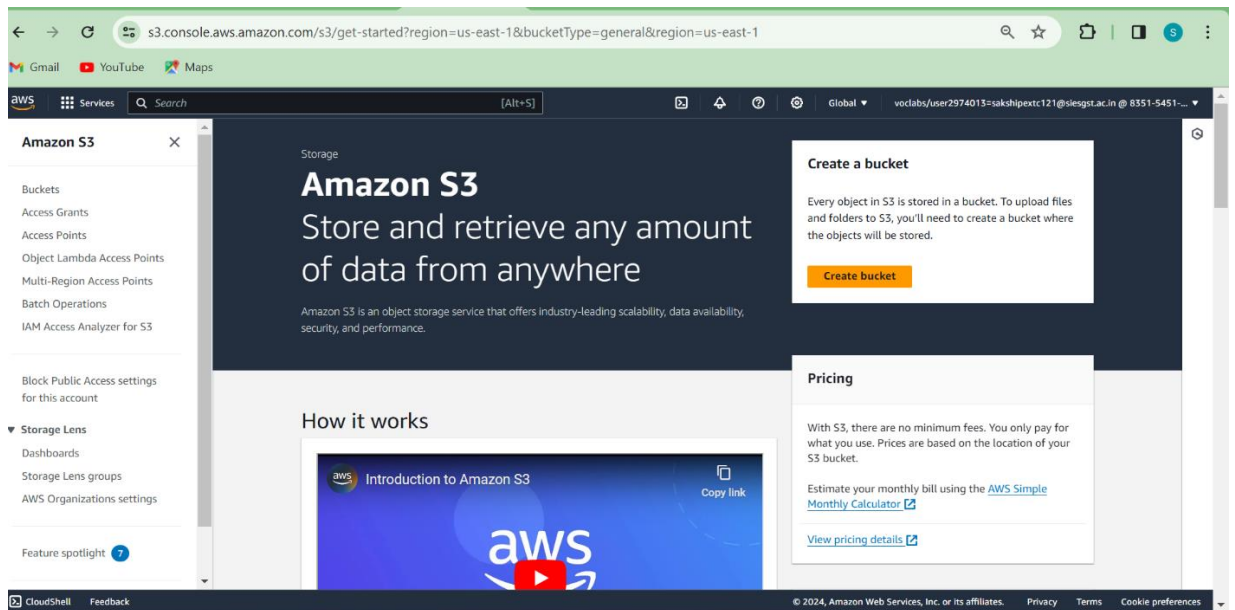 s3.console.aws.amazon.com/s3/get-started?region=us-east-1&bucketType=general&region=us-east-1
S
Gmail YouTube Maps
aws Services Search [Alt+S] Global voclabs/user2974013=sakshipextc121@siesgst.ac.in @ 8351-5451-...
Amazon S3
Buckets
Access Grants
Access Points
Object Lambda Access Points
Multi-Region Access Points
Batch Operations
IAM Access Analyzer for S3
Block Public Access settings
for this account
Storage Lens
Dashboards
Storage Lens groups
AWS Organizations settings
Feature spotlight 7
Storage
Amazon S3
Store and retrieve any amount
of data from anywhere
Amazon S3 is an object storage service that offers industry-leading scalability, data availability,
security, and performance.
How it works
aws Introduction to Amazon S3
Copy link
aws
Create a bucket
Every object in S3 is stored in a bucket. To upload files
and folders to S3, you'll need to create a bucket where
the objects will be stored.
Create bucket
Pricing
With S3, there are no minimum fees. You only pay for
what you use. Prices are based on the location of your
S3 bucket.
Estimate your monthly bill using the AWS Simple
Monthly Calculator
View pricing details
CloudShell Feedback © 2024, Amazon Web Services, Inc. or its affiliates. Privacy Terms Cookie preferences